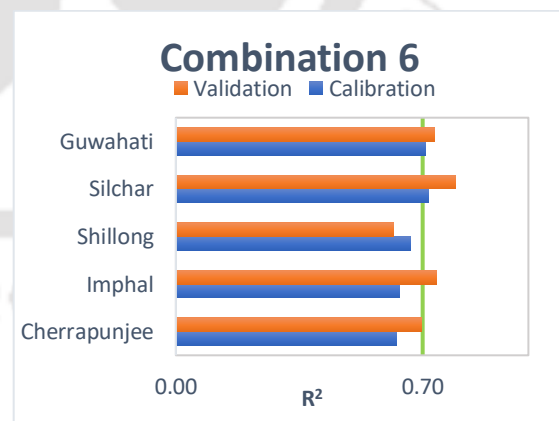 Combination 6
Validation Calibration
Guwahati
Silchar
Shillong
Imphal
Cherrapunjee
0.00 0.70
R²